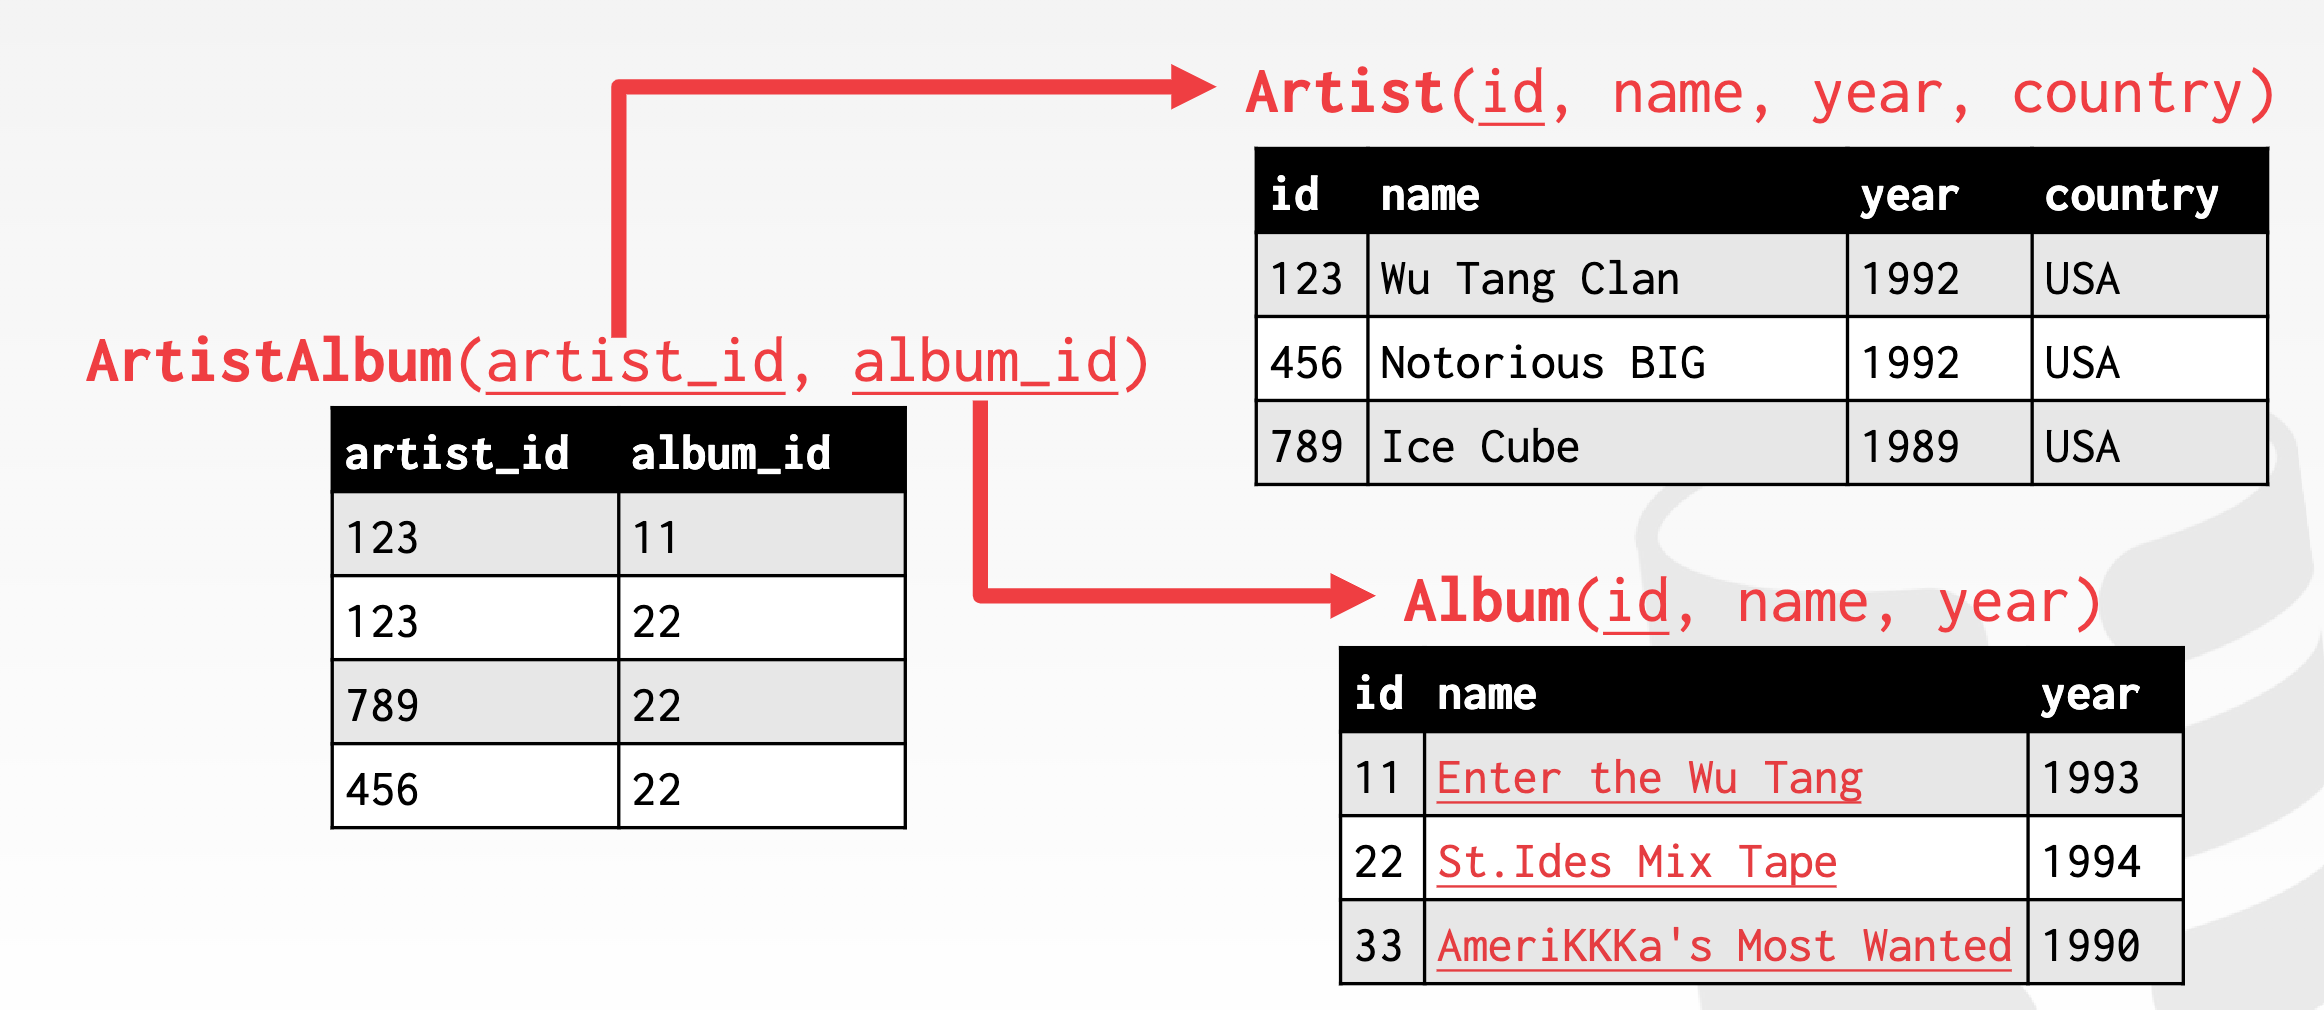 Artist(id, name, year, country)
id name year country
123 Wu Tang Clan 1992 USA
456 Notorious BIG 1992 USA
789 Ice Cube 1989 USA
ArtistAlbum(artist_id, album_id)
artist_id album_id
123 11
123 22
789 22
456 22
Album(id, name, year)
id name year
11 Enter the Wu Tang 1993
22 St.Ides Mix Tape 1994
33 AmeriKKKa's Most Wanted 1990